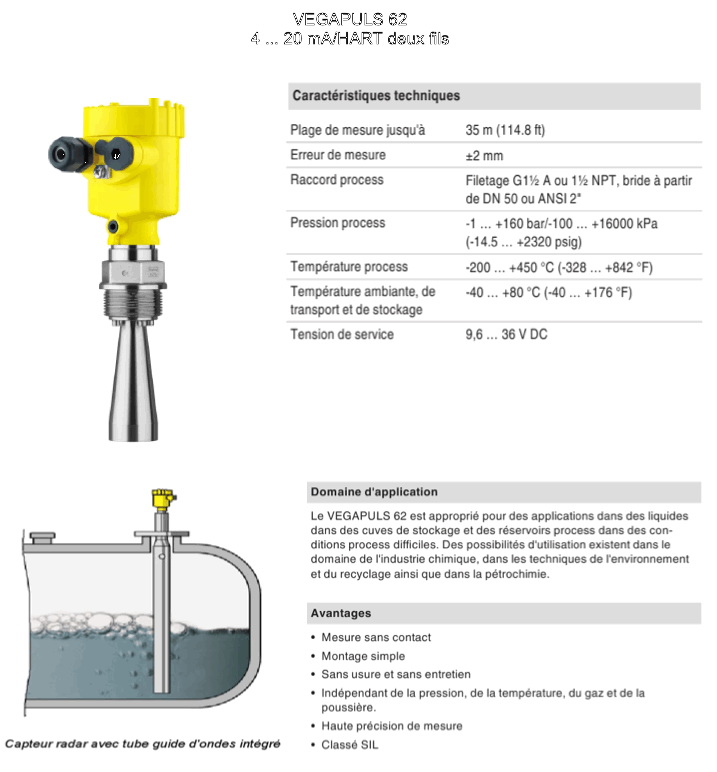 VEGAPULS 62
4 ... 20 mA/HART deux fils
Caractéristiques techniques
Plage de mesure jusqu'à 35 m (114.8 ft)
Erreur de mesure ±2 mm
Raccord process Filetage G1½ A ou 1½ NPT, bride à partir
de DN 50 ou ANSI 2"
Pression process -1 ... +160 bar/-100 ... +16000 kPa
(-14.5 ... +2320 psig)
Température process -200 ... +450 °C (-328 ... +842 °F)
Température ambiante, de -40 ... +80 °C (-40 ... +176 °F)
transport et de stockage
Tension de service 9,6 ... 36 V DC
Domaine d'application
Le VEGAPULS 62 est approprié pour des applications dans des liquides
dans des cuves de stockage et des réservoirs process dans des con-
ditions process difficiles. Des possibilités d'utilisation existent dans le
domaine de l'industrie chimique, dans les techniques de l'environnement
et du recyclage ainsi que dans la pétrochimie.
Avantages
• Mesure sans contact
• Montage simple
• Sans usure et sans entretien
• Indépendant de la pression, de la température, du gaz et de la
poussière.
• Haute précision de mesure
• Classé SIL
Capteur radar avec tube guide d'ondes intégré